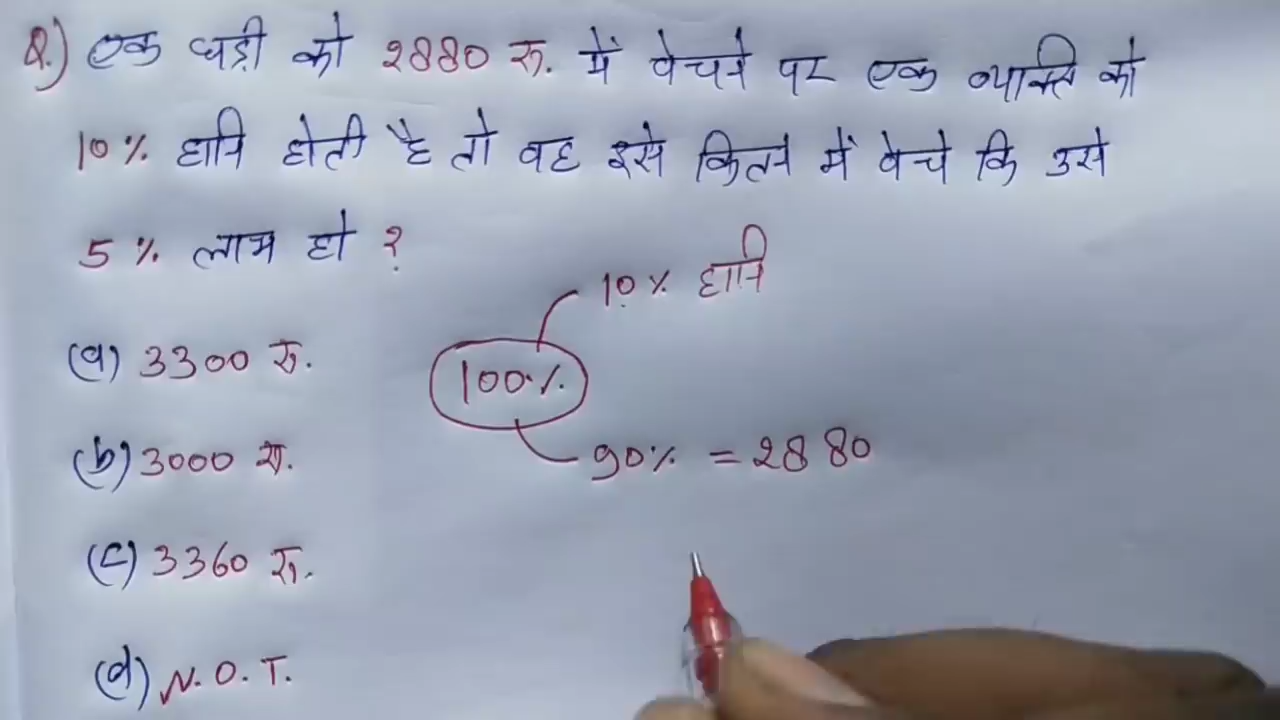 Q.) एक घड़ी को 2880 रु. में बेचने पर एक व्यक्ति को
10% हानि होती है तो वह इसे कितने में बेचे कि उसे
5% लाभ हो ?
(a) 3300 रु.
(b) 3000 रु.
(c) 3360 रु.
(d) N.O.T.
10% हानि
100%
90% = 2880